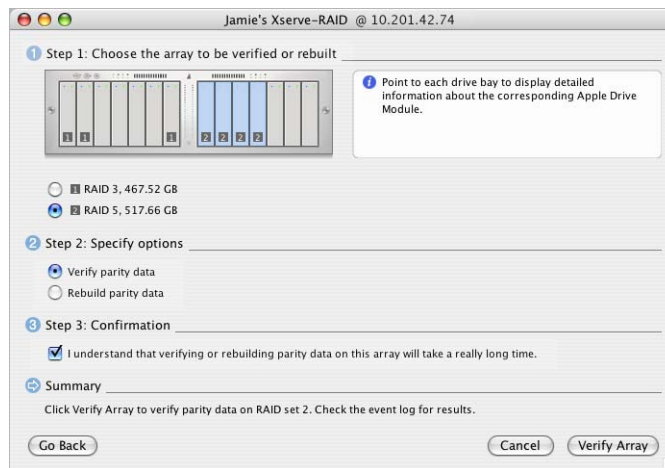 Jamie's Xserve-RAID @ 10.201.42.74
1 Step 1: Choose the array to be verified or rebuilt
1 1 1 2 2 2 2
i Point to each drive bay to display detailed
information about the corresponding Apple Drive
Module.
1 RAID 3, 467.52 GB
2 RAID 5, 517.66 GB
2 Step 2: Specify options
Verify parity data
Rebuild parity data
3 Step 3: Confirmation
I understand that verifying or rebuilding parity data on this array will take a really long time.
Summary
Click Verify Array to verify parity data on RAID set 2. Check the event log for results.
Go Back Cancel Verify Array